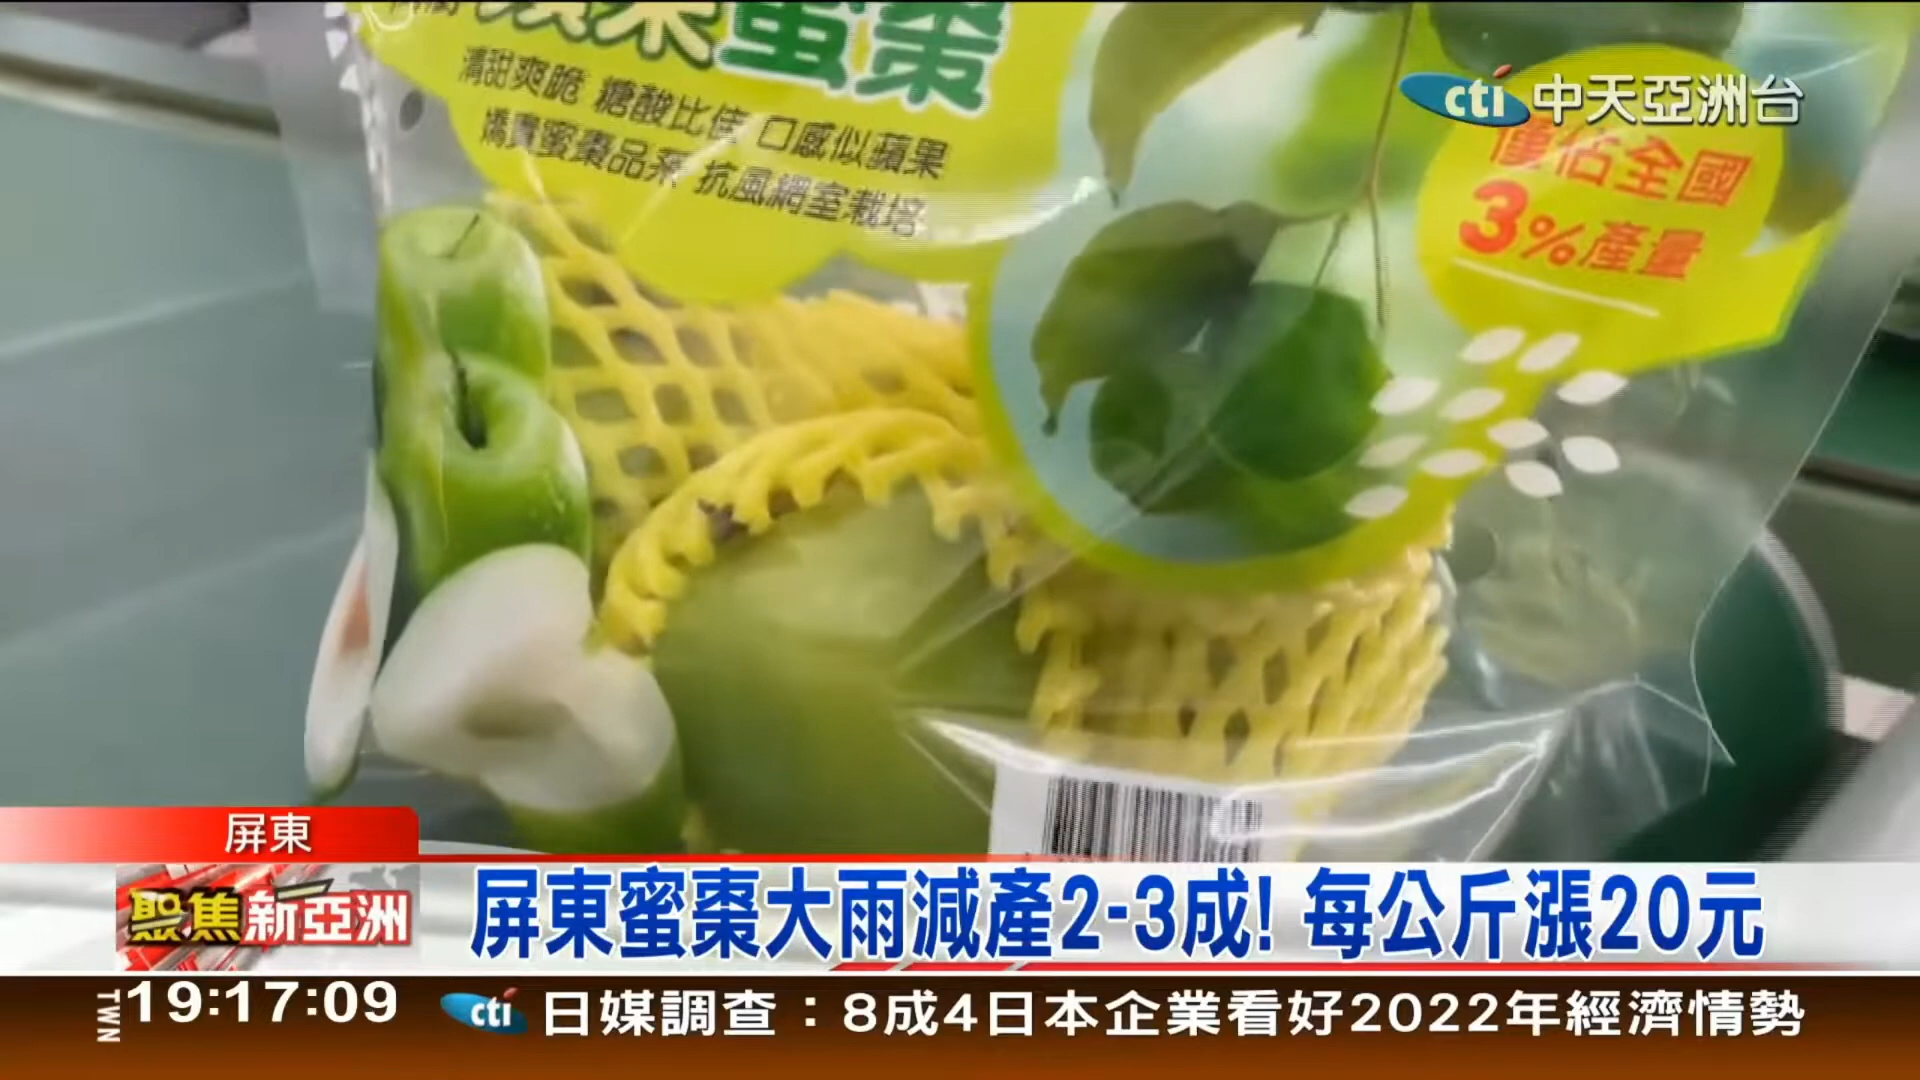 蘋果蜜棗
清甜爽脆 糖酸比佳 口感似蘋果
嬌貴蜜棗品系 抗風網室栽培
cti 中天亞洲台
僅佔全國
3%產量
屏東
聚焦新亞洲
屏東蜜棗大雨減產2-3成! 每公斤漲20元
TWN 19:17:09
cti 日媒調查：8成4日本企業看好2022年經濟情勢